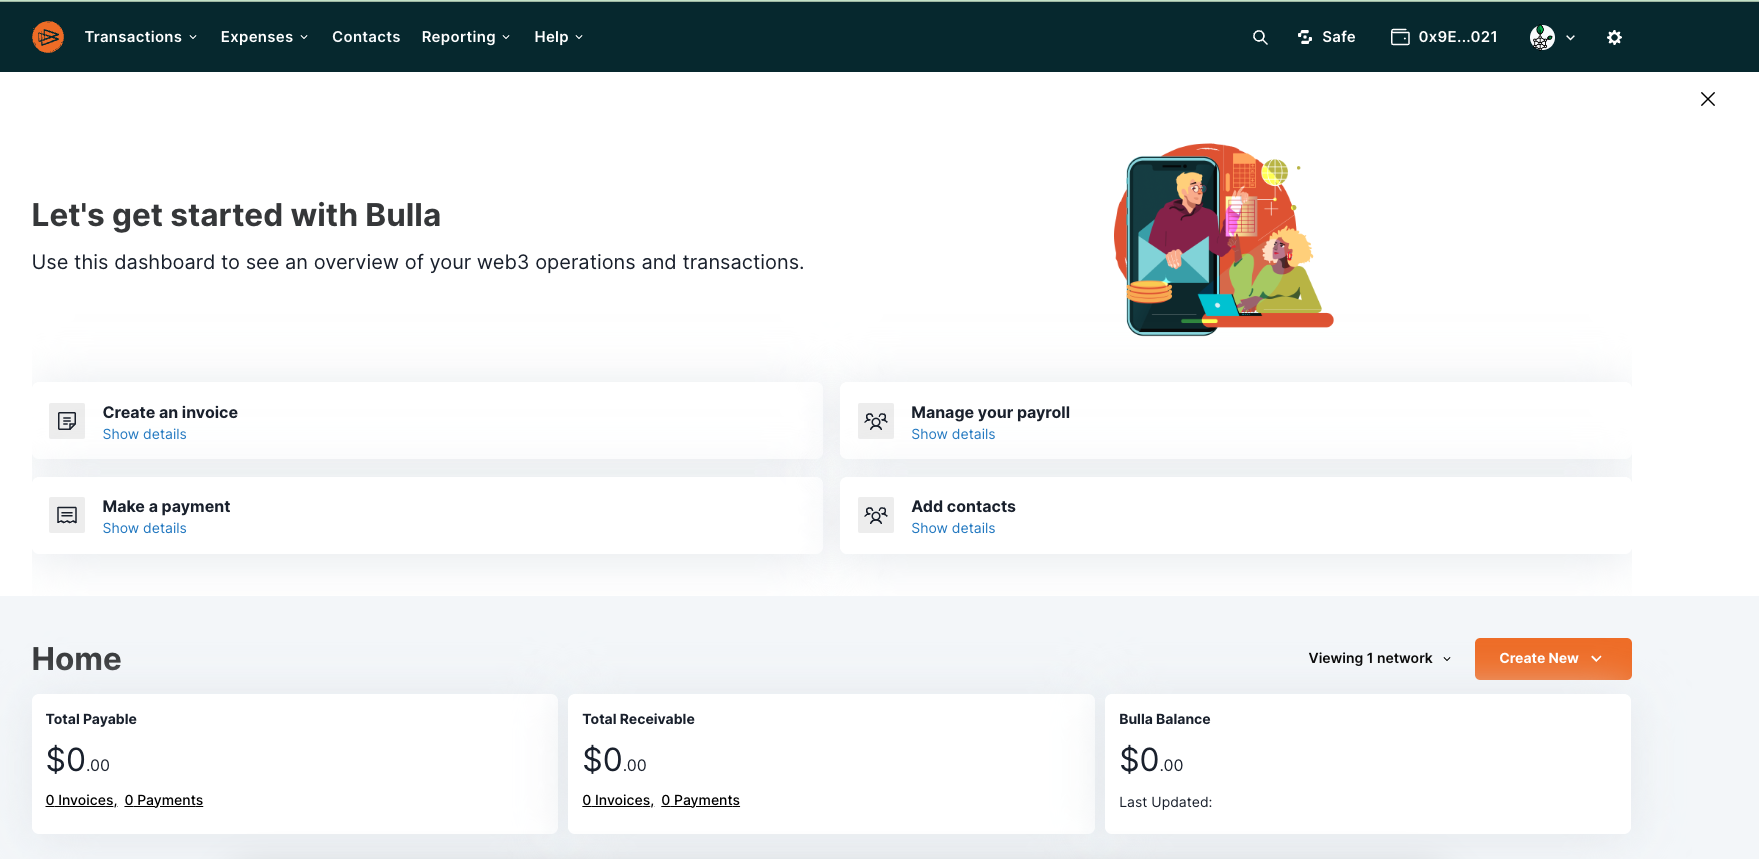 Transactions Expenses Contacts Reporting Help Safe 0x9E...021
Let's get started with Bulla
Use this dashboard to see an overview of your web3 operations and transactions.
Create an invoice
Show details
Manage your payroll
Show details
Make a payment
Show details
Add contacts
Show details
Home
Viewing 1 network
Create New
Total Payable
$0.00
0 Invoices, 0 Payments
Total Receivable
$0.00
0 Invoices, 0 Payments
Bulla Balance
$0.00
Last Updated: